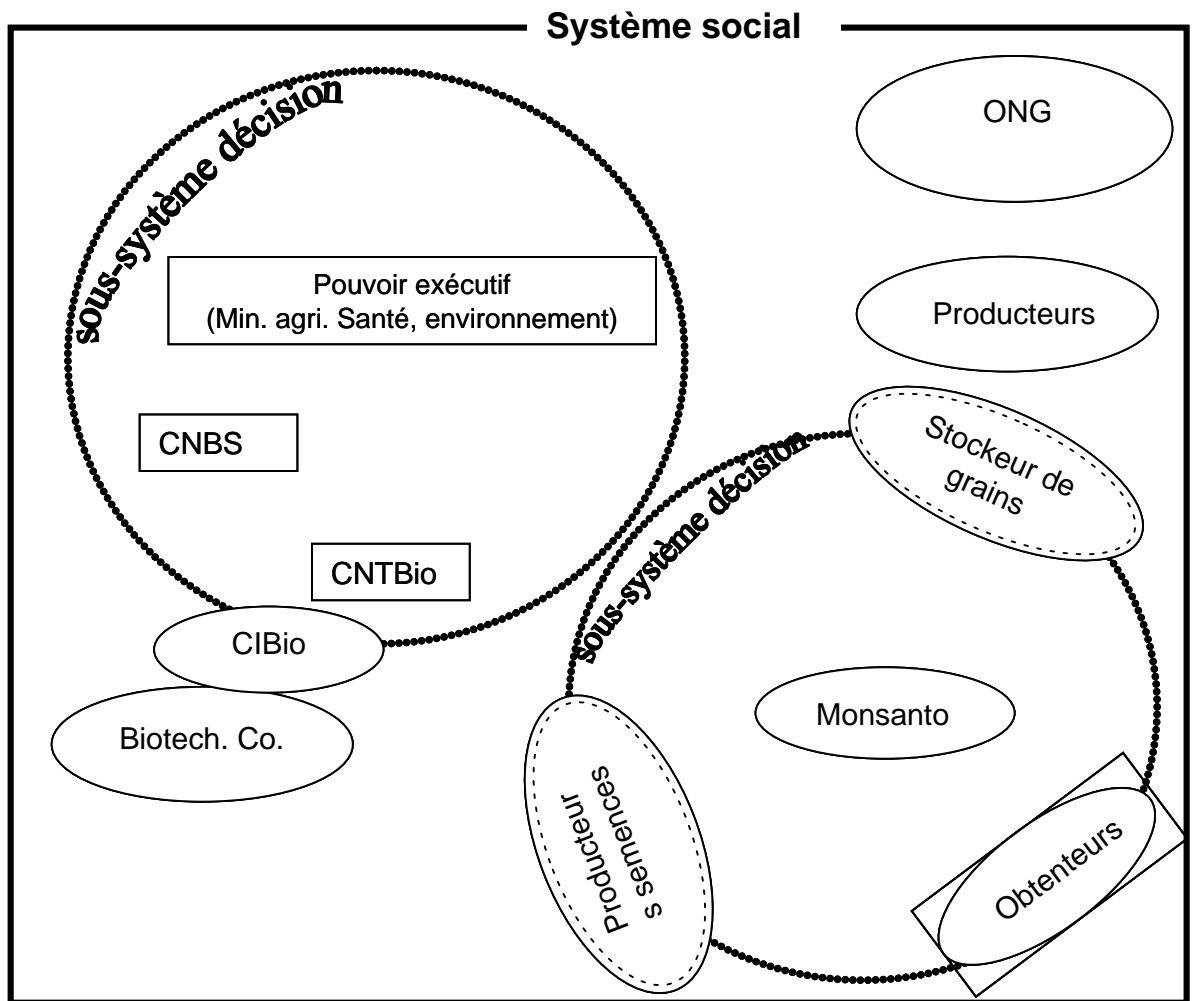 Système social
sous-système décision
ONG
Pouvoir exécutif
(Min. agri. Santé, environnement)
Producteurs
CNBS
Stockeur de
grains
sous-système décision
CNTBio
CIBio
Biotech. Co.
Monsanto
Producteur
s semences
Obtenteurs